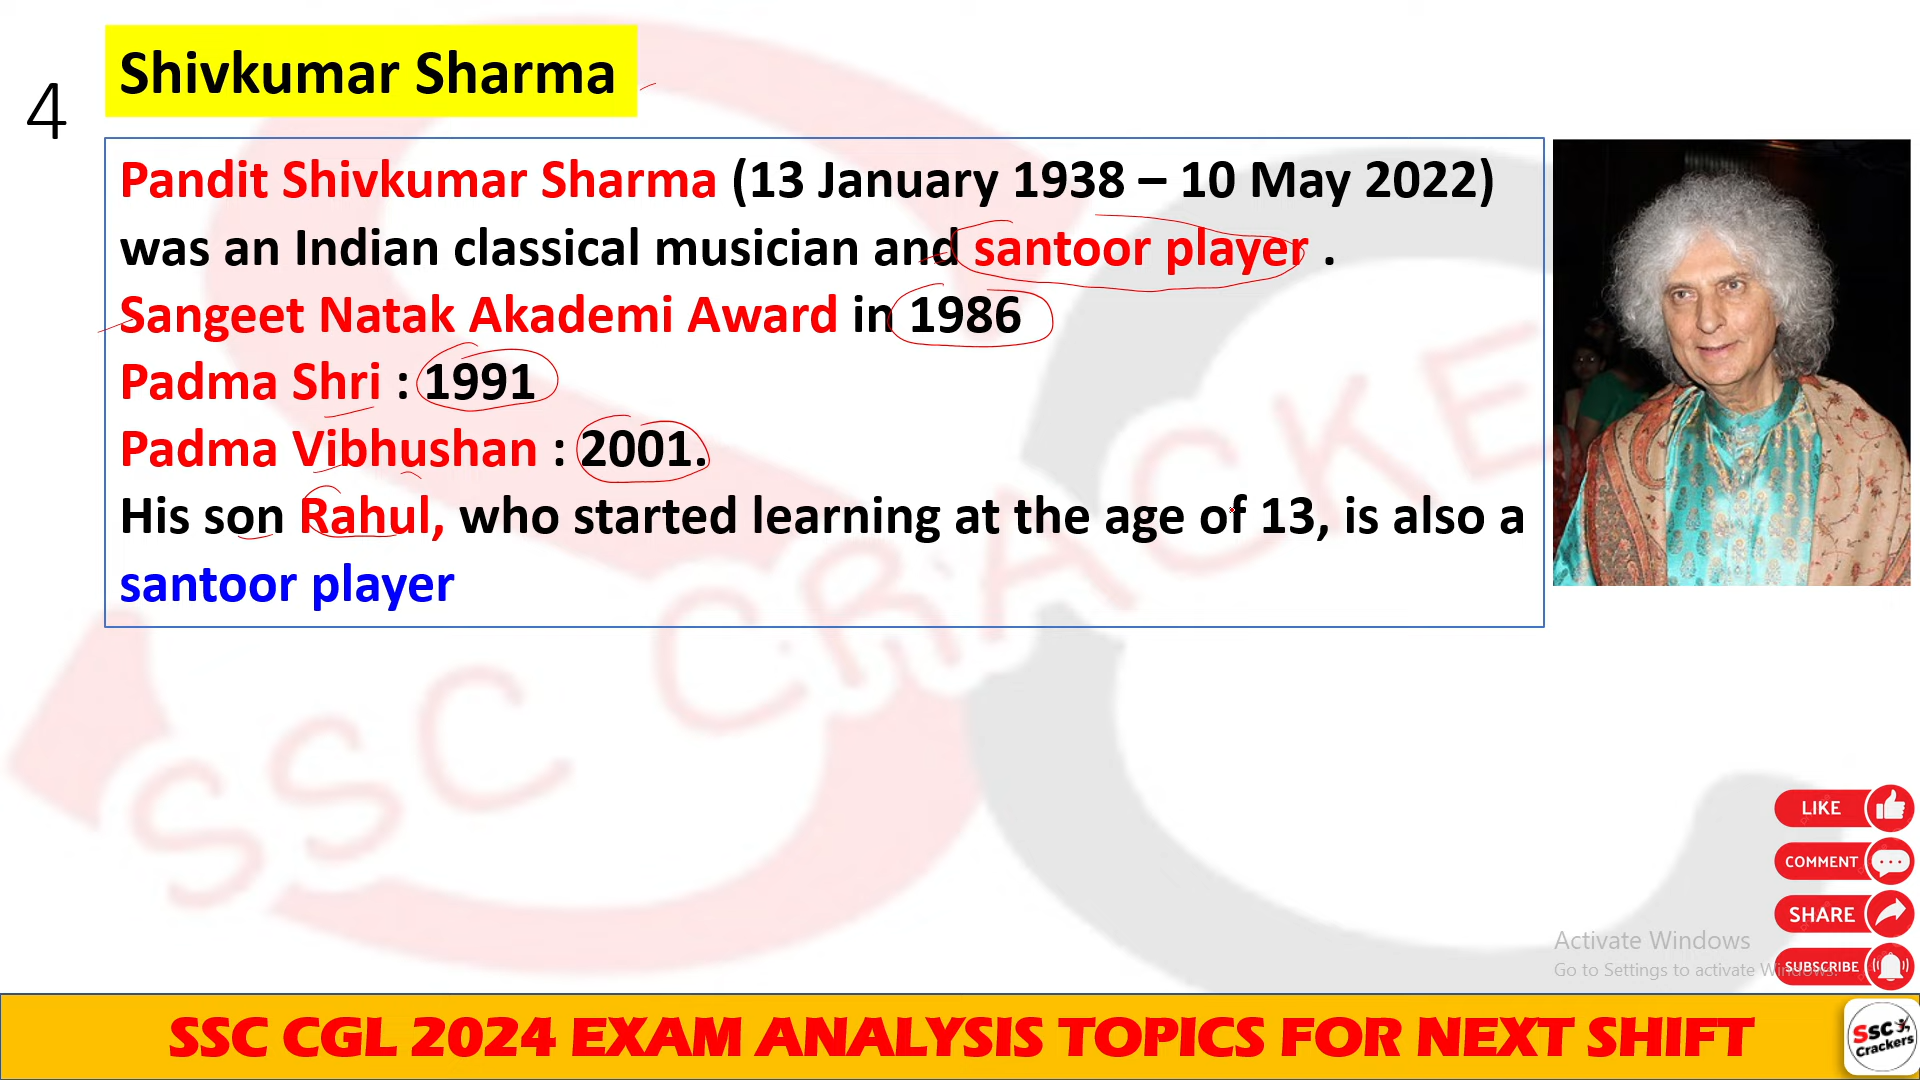 4
Shivkumar Sharma
Pandit Shivkumar Sharma (13 January 1938 – 10 May 2022)
was an Indian classical musician and santoor player .
Sangeet Natak Akademi Award in 1986
Padma Shri : 1991
Padma Vibhushan : 2001.
His son Rahul, who started learning at the age of 13, is also a
santoor player
SSC CRACKE
LIKE
COMMENT
SHARE
Activate Windows
Go to Settings to activate Windows.
SUBSCRIBE
SSC CGL 2024 EXAM ANALYSIS TOPICS FOR NEXT SHIFT
SSC
Crackers